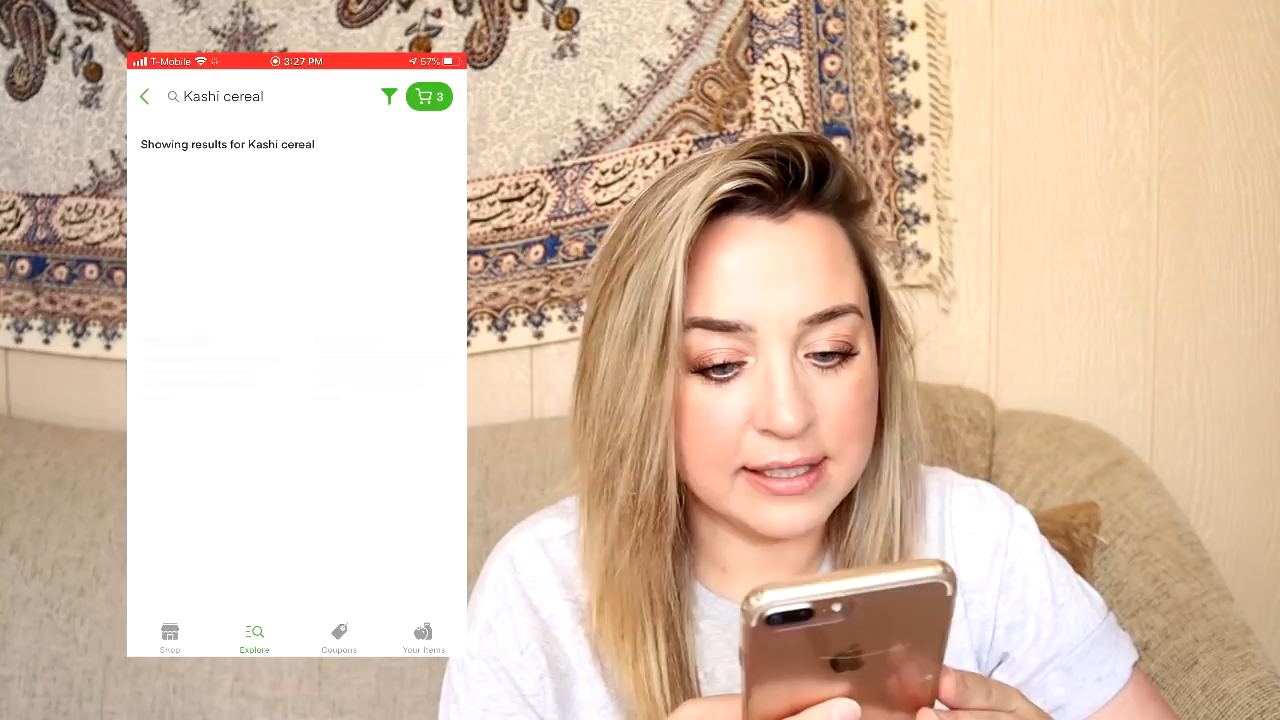 T-Mobile 3:27 PM 57%
Kashi cereal 3
Showing results for Kashi cereal
Shop Explore Coupons Your Items